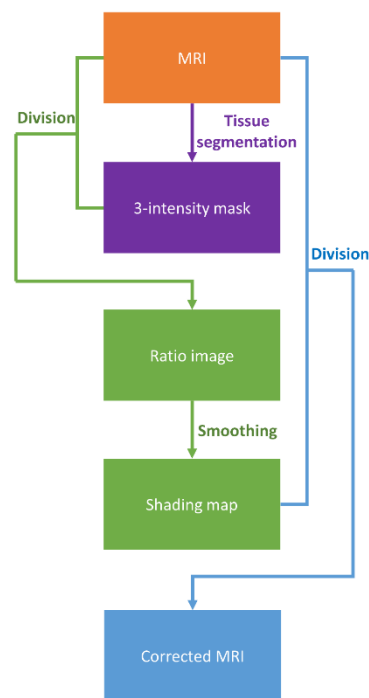 MRI
Division
Tissue
segmentation
3-intensity mask
Division
Ratio image
Smoothing
Shading map
Corrected MRI